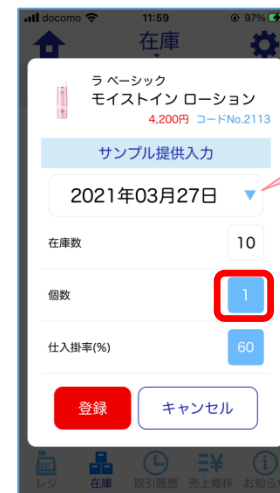 docomo 11:59 97%
在庫
ラ ベーシック
モイストイン ローション
4,200円 コードNo.2113
サンプル提供入力
2021年03月27日 ▼
在庫数 10
個数 1
仕入掛率(%) 60
登録 キャンセル
レジ 在庫 取引履歴 売上推移 お知らせ